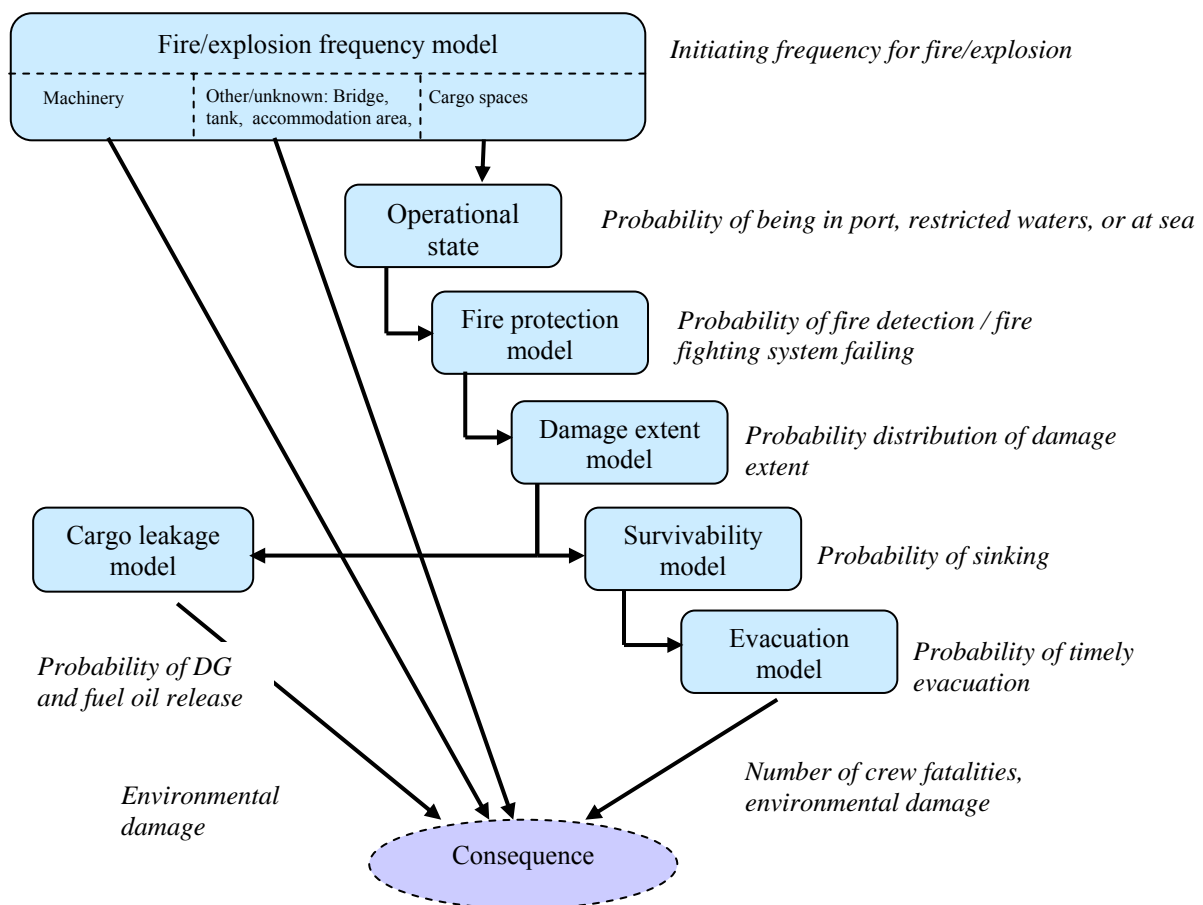 Fire/explosion frequency model
Initiating frequency for fire/explosion
Machinery
Other/unknown: Bridge,
tank, accommodation area,
Cargo spaces
Operational
state
Probability of being in port, restricted waters, or at sea
Fire protection
model
Probability of fire detection / fire
fighting system failing
Damage extent
model
Probability distribution of damage
extent
Cargo leakage
model
Survivability
model
Probability of sinking
Evacuation
model
Probability of timely
evacuation
Probability of DG
and fuel oil release
Environmental
damage
Number of crew fatalities,
environmental damage
Consequence